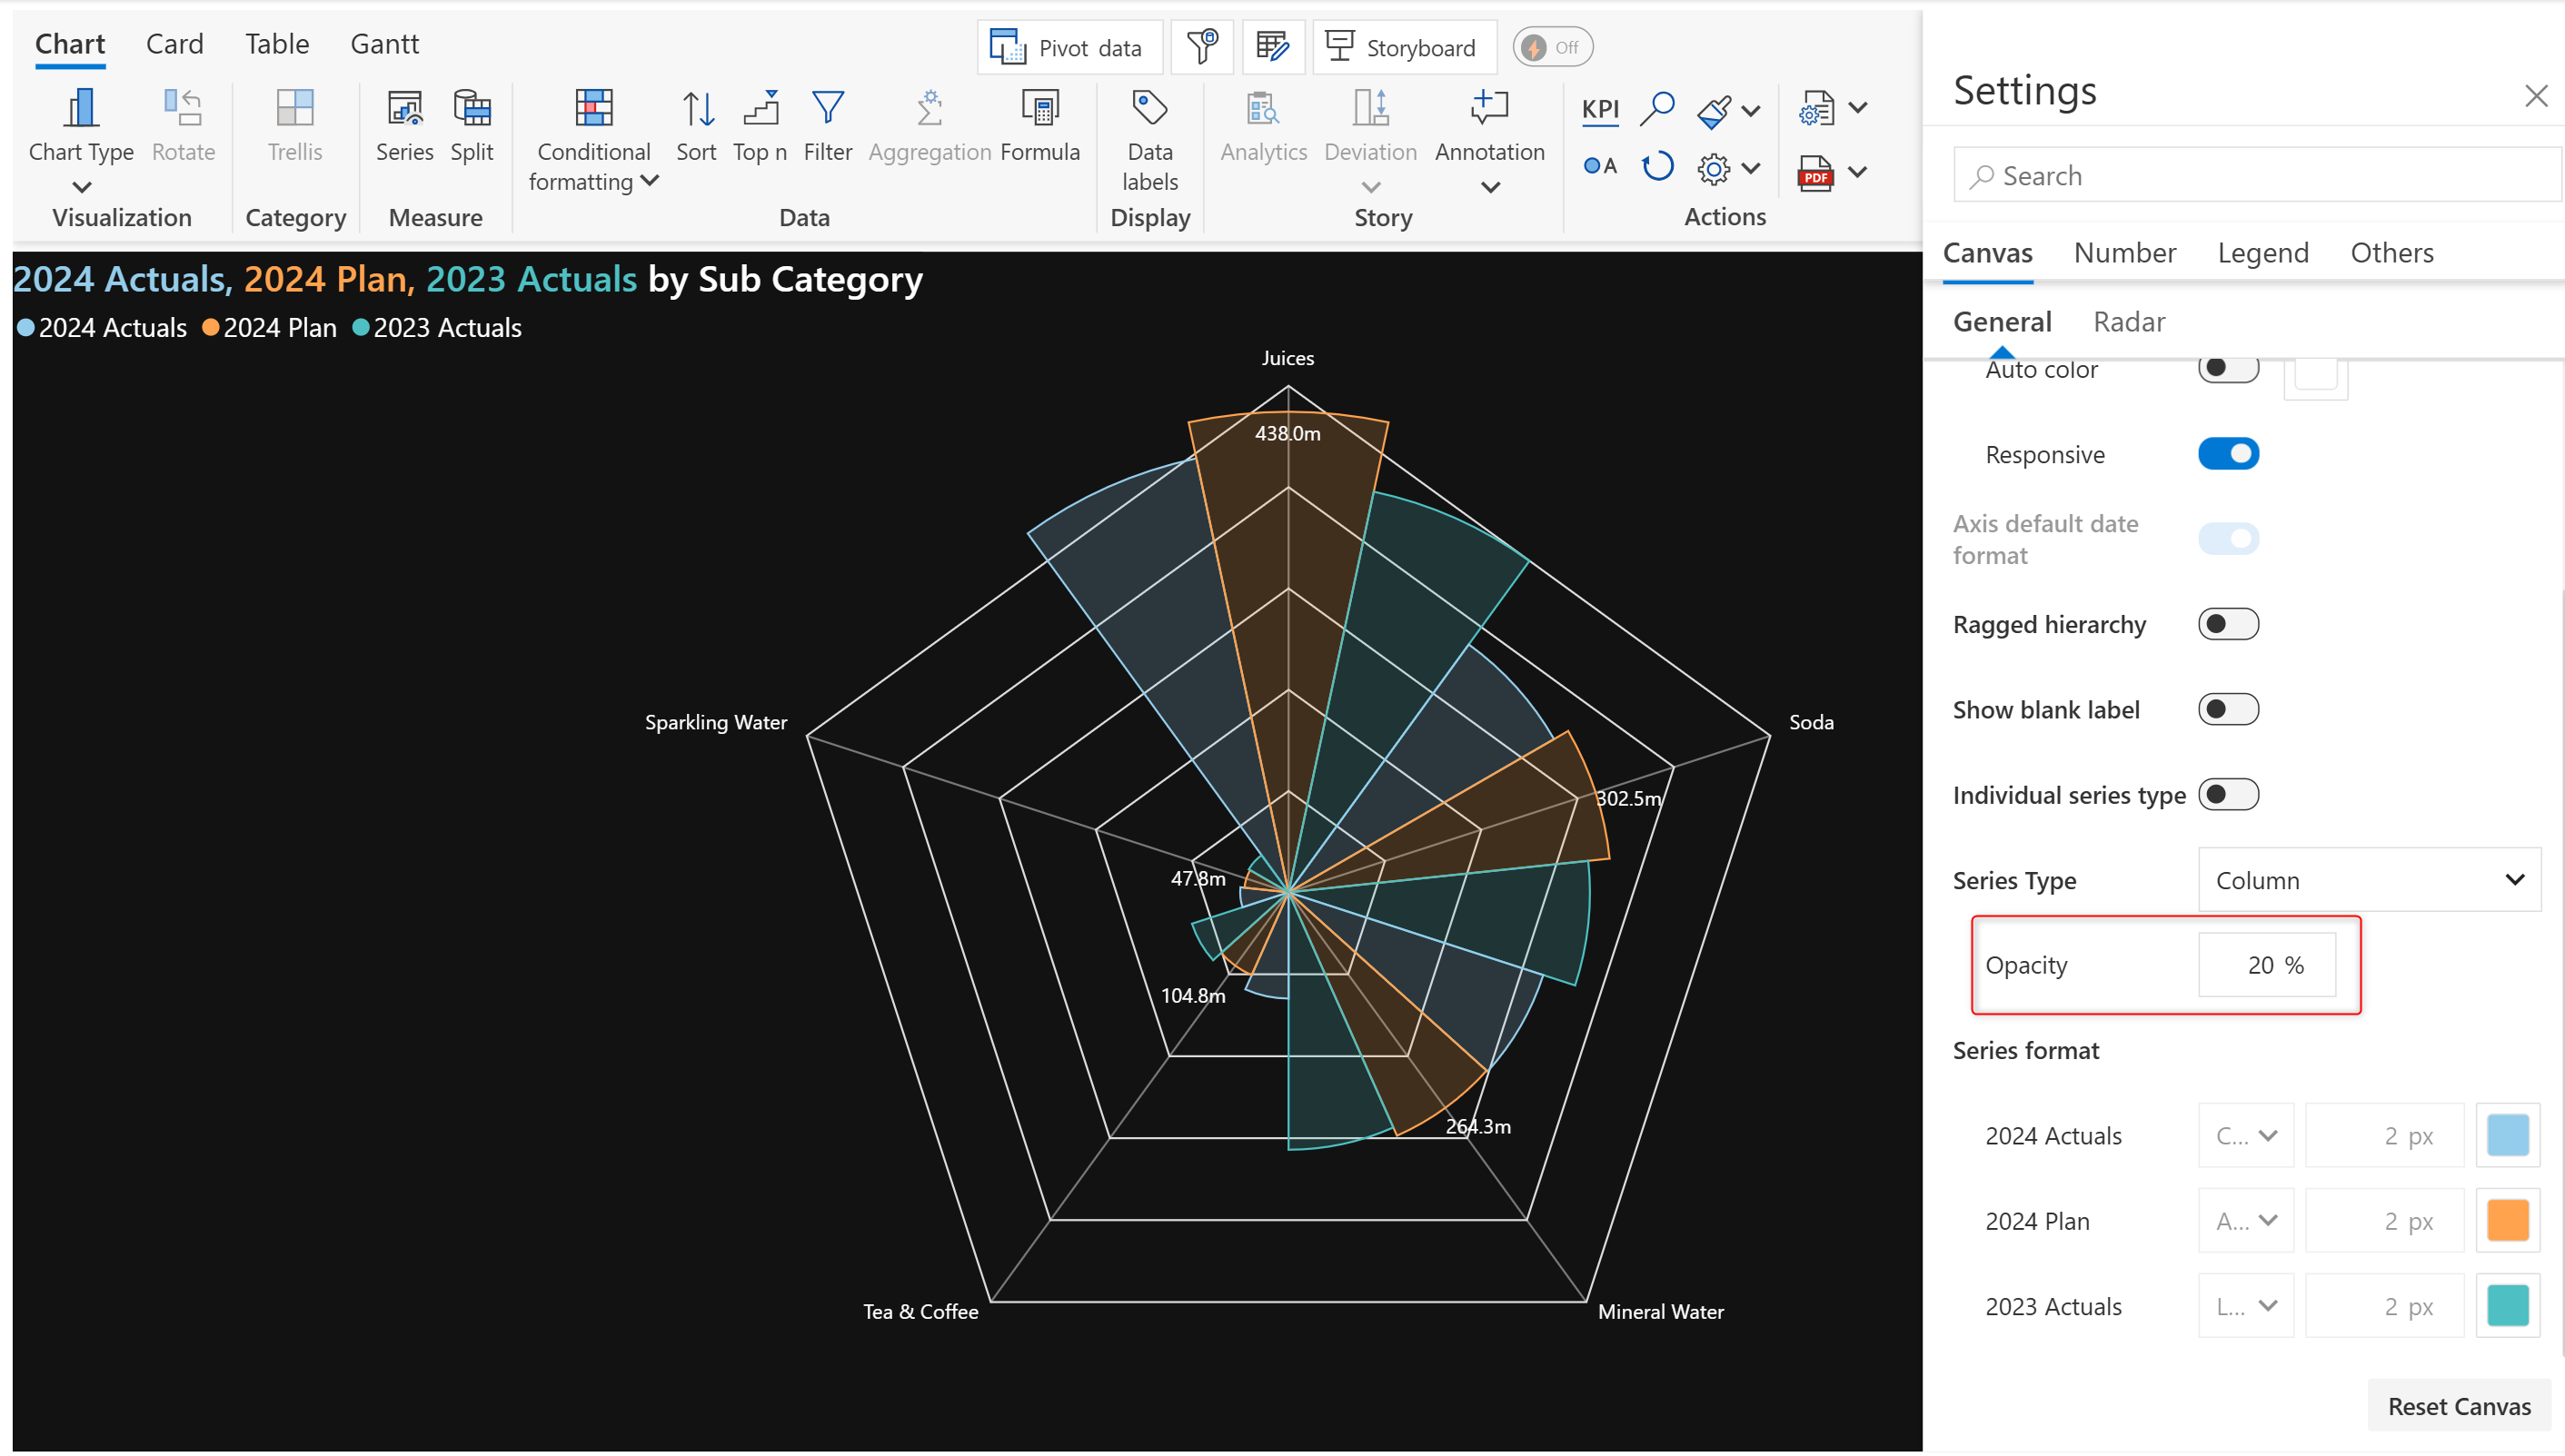 Chart Card Table Gantt
Pivot data
Storyboard
Off
Chart Type
Rotate
Trellis
Series
Split
Conditional
formatting
Sort
Top n
Filter
Aggregation
Formula
Data
labels
Analytics
Deviation
Annotation
KPI
A
PDF
Visualization
Category
Measure
Data
Display
Story
Actions
2024 Actuals, 2024 Plan, 2023 Actuals by Sub Category
2024 Actuals 2024 Plan 2023 Actuals
Juices
438.0m
Sparkling Water
Soda
302.5m
47.8m
104.8m
264.3m
Tea & Coffee
Mineral Water
Settings
Search
Canvas Number Legend Others
General Radar
Auto color
Responsive
Axis default date
format
Ragged hierarchy
Show blank label
Individual series type
Series Type Column
Opacity 20 %
Series format
2024 Actuals C... 2 px
2024 Plan A... 2 px
2023 Actuals L... 2 px
Reset Canvas